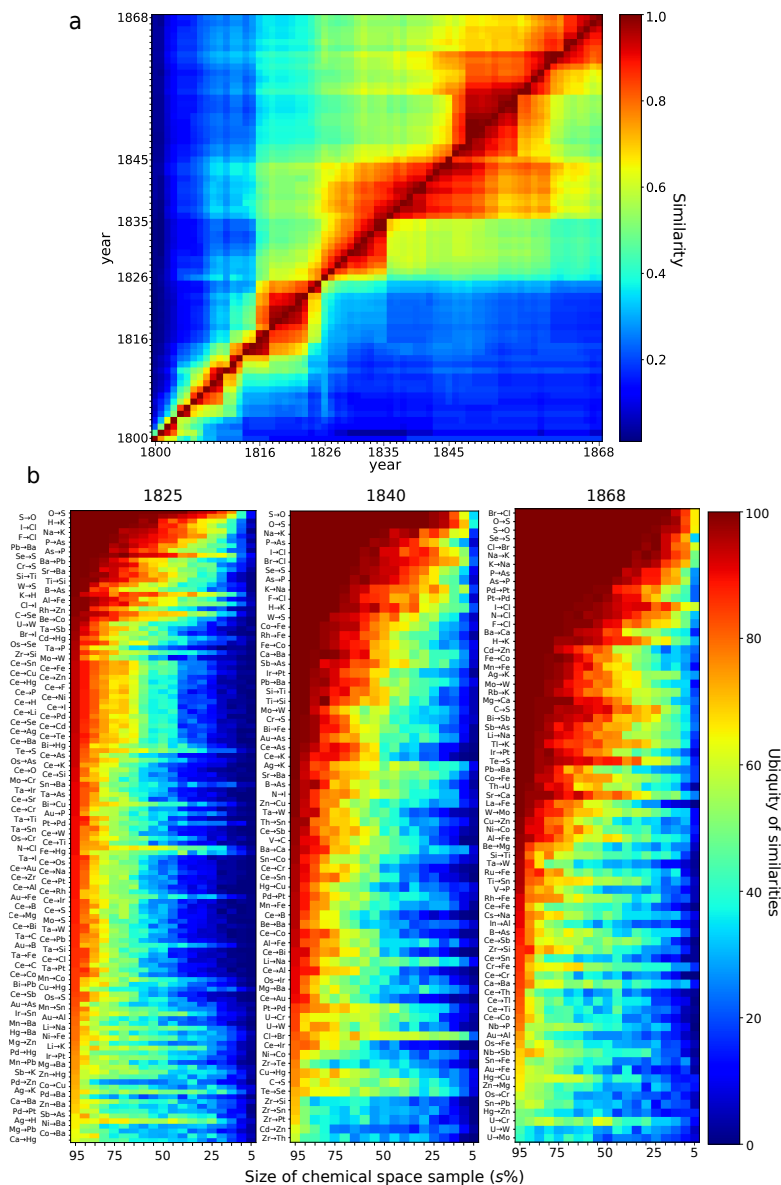 a
1868
1845
1835
1826
1816
1800
year
1800
1816
1826
1835
1845
1868
year
1.0
0.8
0.6
0.4
0.2
Similarity
b
1825
O→S
S→O
H→K
I→Cl
Na→K
F→Cl
P→As
Pb→Ba
As→P
Se→S
Ba→Pb
Cr→S
Sr→Ba
Si→Ti
Ti→Si
W→S
B→As
K→H
Al→Fe
Cl→I
Rh→Zn
C→Se
Be→Co
U→W
Ta→Sb
Br→I
Cd→Hg
Os→Se
Ta→P
Zr→Si
Mo→W
Ce→Sn
Ce→Fe
Ce→Cu
Ce→Zn
Ce→Hg
Ce→F
Ce→P
Ce→Ni
Ce→H
Ce→I
Ce→Li
Ce→Pd
Ce→Se
Ce→Cd
Ce→Ag
Ce→Te
Ce→Ba
Bi→Hg
Te→S
Ce→As
Os→As
Ce→K
Ce→O
Ce→Si
Mo→Cr
Sn→Ba
Ta→Ir
Ta→As
Ce→Sr
Bi→Cu
Ce→Cr
Au→P
Ta→Ti
Pt→Pd
Ta→Sn
Ce→W
Os→Cr
Ce→Ti
N→Cl
Fe→Hg
Ta→I
Ce→Os
Ce→Au
Ce→Na
Ce→Zr
Ce→Pt
Ce→Al
Ce→Rh
Au→Fe
Ce→Ir
Ce→B
Ce→S
Ce→Mg
Mo→S
Ce→Bi
Ta→W
Ta→C
Ce→Pb
Au→B
Ta→Si
Ta→Fe
Ce→Cl
Ce→C
Ta→Pt
Ce→Co
Mn→Co
Bi→Pb
Cu→Hg
Ce→Sb
Os→S
Au→As
Mn→Sn
Ir→Sn
Au→Al
Mn→Ba
Li→Na
Hg→Ba
Li→K
Mg→Zn
Ir→Pt
Pd→Hg
Mg→Ba
Mn→Pb
Zn→Hg
Sb→K
Co→Cu
Pd→Zn
Pd→Ba
Ag→K
Zn→Ba
Ca→Ba
Sb→As
Pd→Pt
Ni→Ba
Ag→H
Co→Ba
Mg→Pb
Ca→Hg
95
75
50
25
5
1840
S→O
O→S
Na→K
P→As
I→Cl
Br→Cl
Se→S
As→P
K→Na
F→Cl
H→K
W→S
Co→Fe
Rh→Fe
Fe→Co
Ca→Ba
Sb→As
Ir→Pt
Pb→Ba
Si→Ti
Ti→Si
Mo→W
Cr→S
Bi→Fe
Au→As
Ce→As
Ce→K
Ag→K
Sr→Ba
B→As
N→I
Zn→Cu
Ta→W
Th→Sn
Ce→Sb
V→C
Ba→Ca
Sn→Co
Ce→Cr
Ce→Sn
Hg→Cu
Pd→Pt
Mn→Fe
Ce→B
Be→Ba
Ce→Co
Al→Fe
Ce→Bi
Li→Na
Ce→Al
Os→Ir
Mg→Ba
Ce→Au
Pt→Pd
U→Cr
U→W
Cl→Br
Ce→Ir
Ni→Co
Zr→Te
Cu→Hg
C→S
Te→Se
Zr→Si
Zr→Sn
Zr→Pt
Cd→Zn
Zr→Th
95
75
50
25
5
1868
Br→Cl
O→S
S→O
Se→S
Cl→Br
Na→K
K→Na
P→As
As→P
Pd→Pt
Pt→Pd
I→Cl
N→Cl
F→Cl
Ba→Ca
H→K
Cd→Zn
Fe→Co
Mn→Fe
Ag→K
Mo→W
Rb→K
Mg→Ca
C→S
Bi→Sb
As→Sb
Li→Na
Tl→K
Ir→Pt
Te→S
Pb→Ba
Co→Fe
Th→U
Sr→Ca
La→Fe
W→Mo
Cu→Zn
Ni→Co
Al→Fe
Be→Mg
Si→Ti
Ta→W
Ru→Fe
Ti→Sn
V→P
Rh→Fe
Ce→Fe
Cs→Na
In→Al
B→As
Ce→Sb
Zr→Si
Ce→Sn
Cr→Fe
Ce→Cr
Ca→Ba
Ce→Th
Ce→Tl
Ce→Ti
Ce→Co
Nb→P
Au→Al
Os→Fe
Nb→Sb
Sn→Fe
Au→Fe
Hg→Cu
Zn→Mg
Os→Cr
Sn→Pb
Hg→Zn
U→Cr
U→W
U→Mo
95
75
50
25
5
100
80
60
40
20
0
Ubiquity of similarities
Size of chemical space sample (s%)